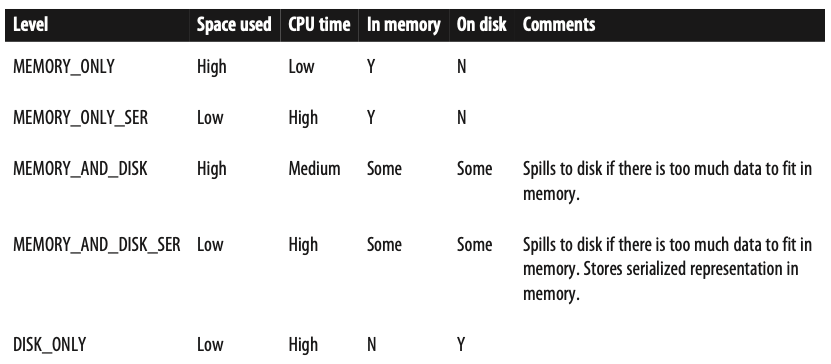 Level Space used CPU time In memory On disk Comments
MEMORY_ONLY High Low Y N
MEMORY_ONLY_SER Low High Y N
MEMORY_AND_DISK High Medium Some Some Spills to disk if there is too much data to fit in
memory.
MEMORY_AND_DISK_SER Low High Some Some Spills to disk if there is too much data to fit in
memory. Stores serialized representation in
memory.
DISK_ONLY Low High N Y